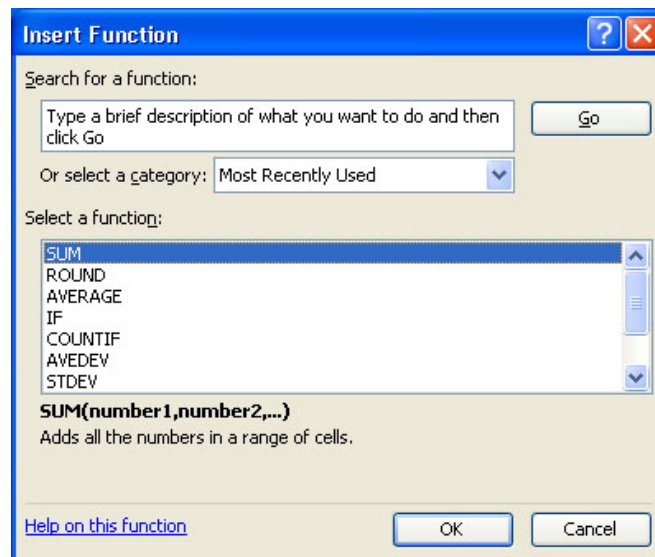 Insert Function
Search for a function:
Type a brief description of what you want to do and then
click Go
Go
Or select a category: Most Recently Used
Select a function:
SUM
ROUND
AVERAGE
IF
COUNTIF
AVEDEV
STDEV
SUM(number1,number2,...)
Adds all the numbers in a range of cells.
Help on this function
OK
Cancel